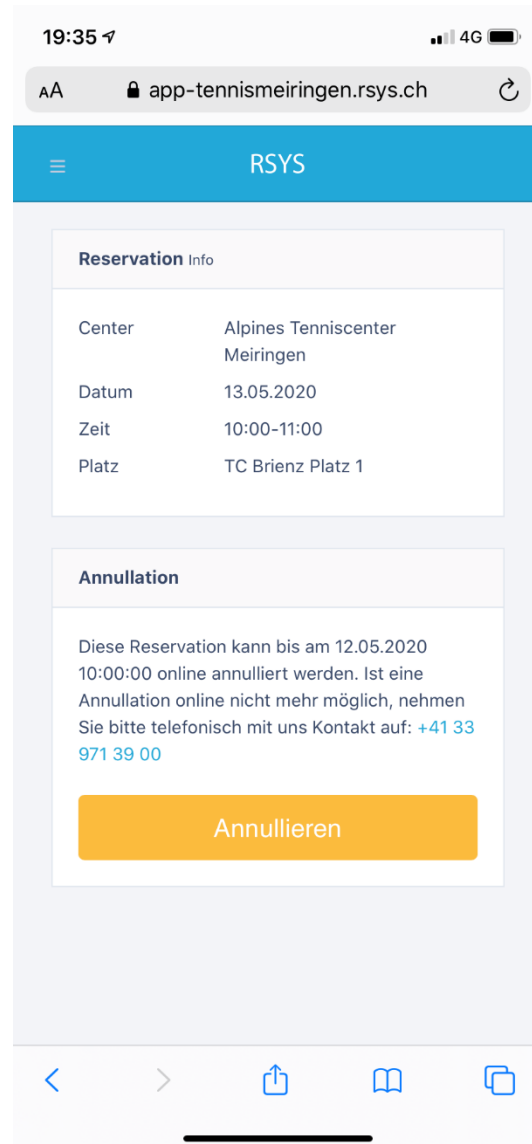 19:35
4G
AA app-tennismeiringen.rsys.ch
RSYS
Reservation Info
Center Alpines Tenniscenter
Meiringen
Datum 13.05.2020
Zeit 10:00-11:00
Platz TC Brienz Platz 1
Annullation
Diese Reservation kann bis am 12.05.2020
10:00:00 online annulliert werden. Ist eine
Annullation online nicht mehr möglich, nehmen
Sie bitte telefonisch mit uns Kontakt auf: +41 33
971 39 00
Annullieren